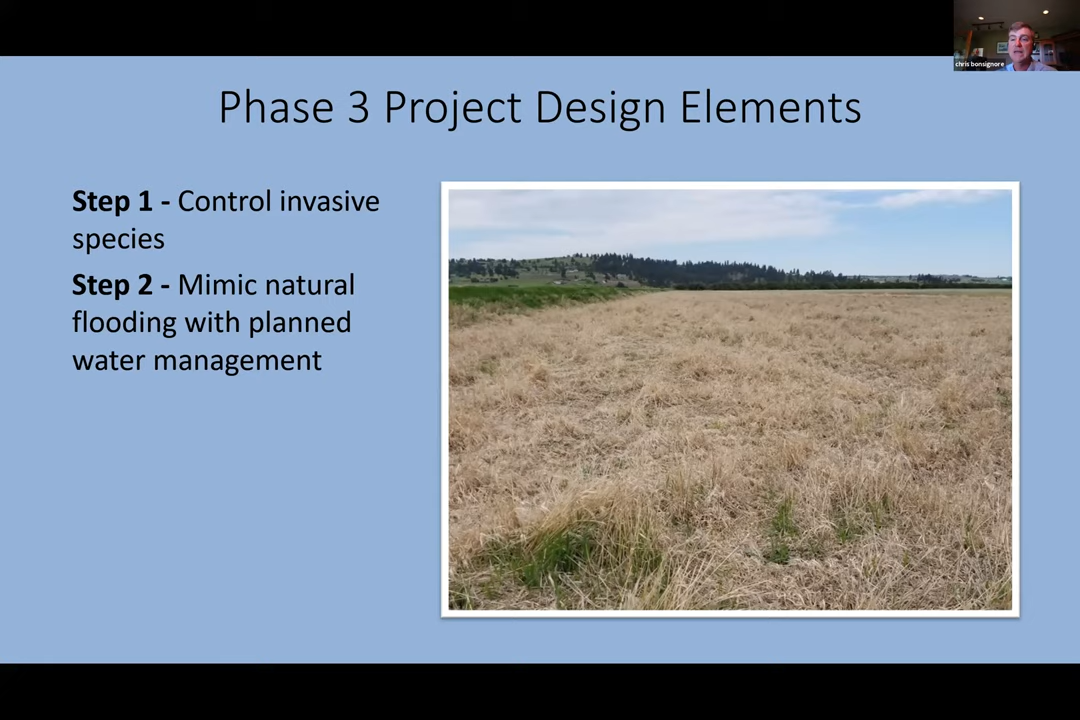 chris bonsignore
Phase 3 Project Design Elements
Step 1 - Control invasive
species
Step 2 - Mimic natural
flooding with planned
water management